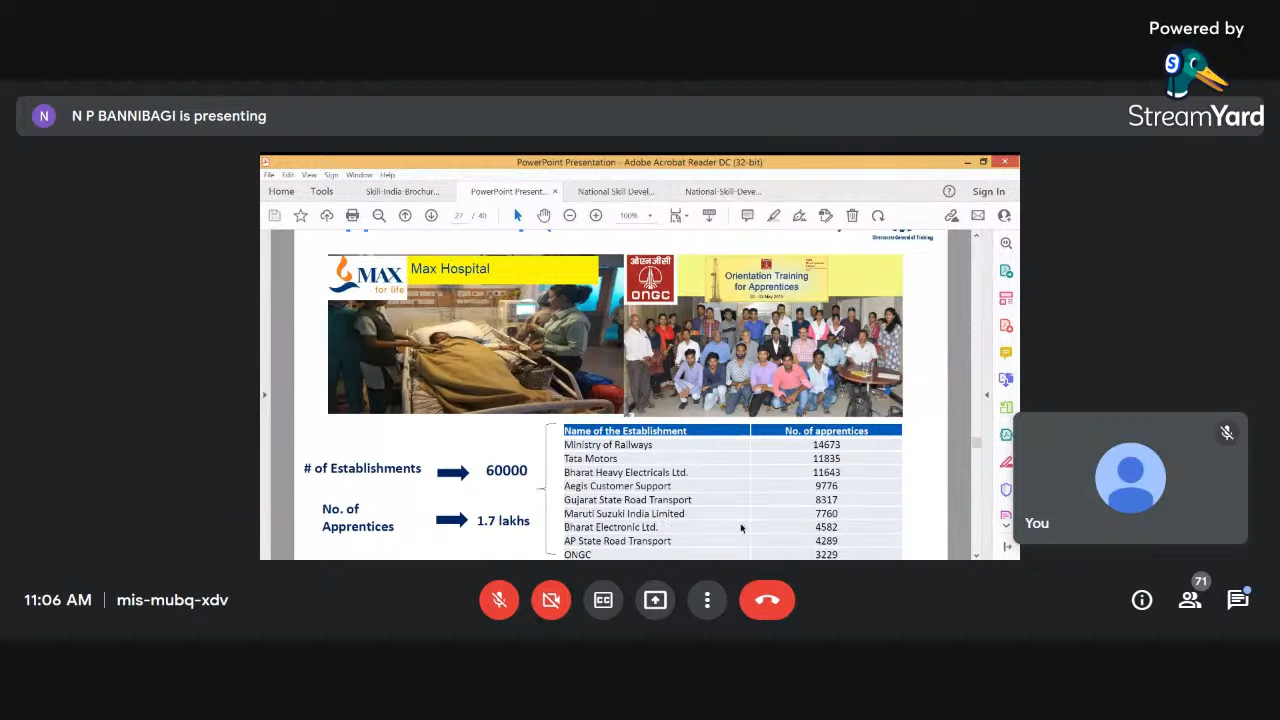 Powered by
StreamYard
N
N P BANNIBAGI is presenting
PowerPoint Presentation - Adobe Acrobat Reader DC (32-bit)
File Edit View Sign Window Help
Home Tools Skill-India-Brochur... PowerPoint Present... × National Skill Devel... National-Skill-Deve... Sign In
27 / 40 100%
Directorate General of Training
MAX
for life
Max Hospital
ओएनजीसी
ONGC
Orientation Training
for Apprentices
Name of the Establishment No. of apprentices
Ministry of Railways 14673
Tata Motors 11835
Bharat Heavy Electricals Ltd. 11643
Aegis Customer Support 9776
Gujarat State Road Transport 8317
Maruti Suzuki India Limited 7760
Bharat Electronic Ltd. 4582
AP State Road Transport 4289
ONGC 3229
# of Establishments 60000
No. of
Apprentices 1.7 lakhs
You
11:06 AM | mis-mubq-xdv
CC
71